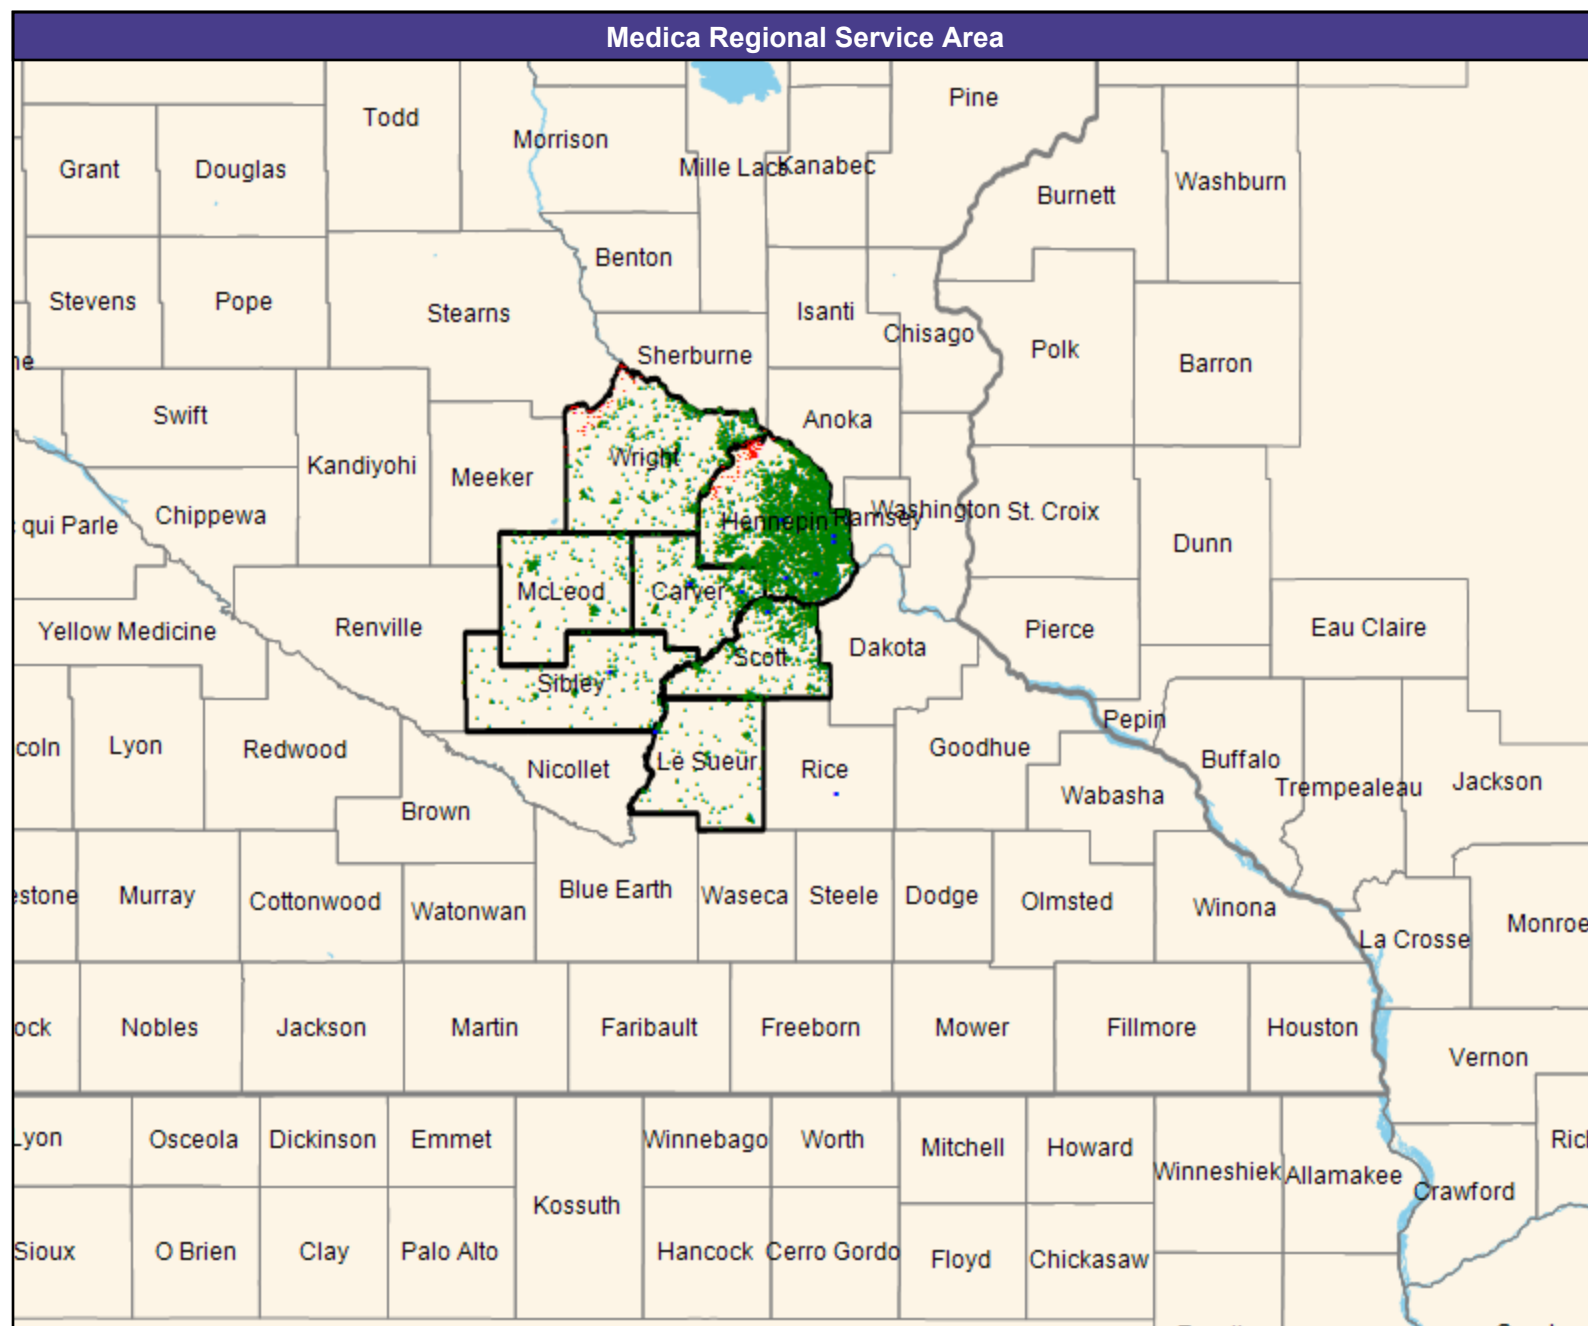 Medica Regional Service Area
Pine
Todd
Morrison
Grant
Douglas
Mille Lacs
Kanabec
Washburn
Burnett
Benton
Stevens
Pope
Stearns
Isanti
Chisago
Sherburne
Polk
Barron
ne
Swift
Anoka
Kandiyohi
Wright
Meeker
Chippewa
qui Parle
Hennepin
Ramsey
Washington
St. Croix
Dunn
McLeod
Carver
Yellow Medicine
Renville
Pierce
Eau Claire
Scott
Dakota
Sibley
coln
Lyon
Redwood
Pepin
Goodhue
Buffalo
Nicollet
Le Sueur
Rice
Trempealeau
Jackson
Wabasha
Brown
estone
Murray
Cottonwood
Watonwan
Blue Earth
Waseca
Steele
Dodge
Olmsted
Winona
La Crosse
Monroe
ock
Nobles
Jackson
Martin
Faribault
Freeborn
Mower
Fillmore
Houston
Vernon
Lyon
Osceola
Dickinson
Emmet
Winnebago
Worth
Mitchell
Howard
Winneshiek
Allamakee
Crawford
Rich
Kossuth
Sioux
O Brien
Clay
Palo Alto
Hancock
Cerro Gordo
Floyd
Chickasaw